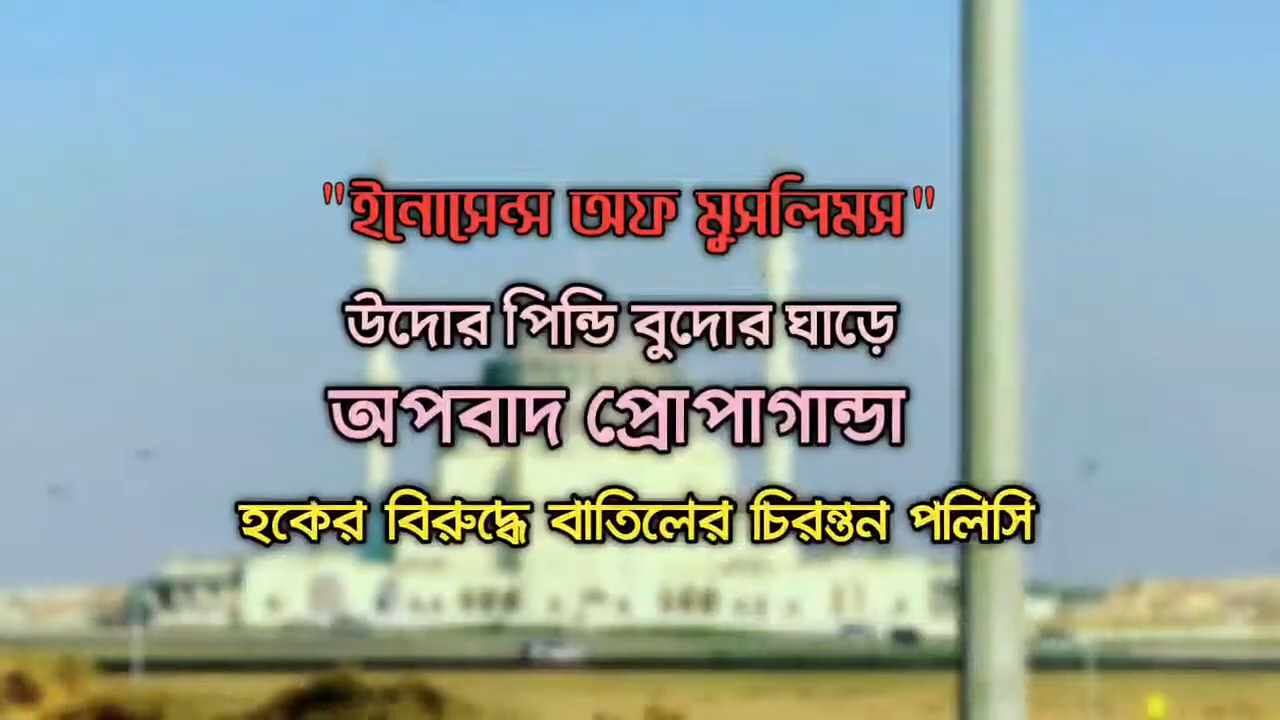 "ইনোসেন্স অফ মুসলিমস"
উদোর পিন্ডি বুদোর ঘাড়ে
অপবাদ প্রোপাগান্ডা
হকের বিরুদ্ধে বাতিলের চিরন্তন পলিসি